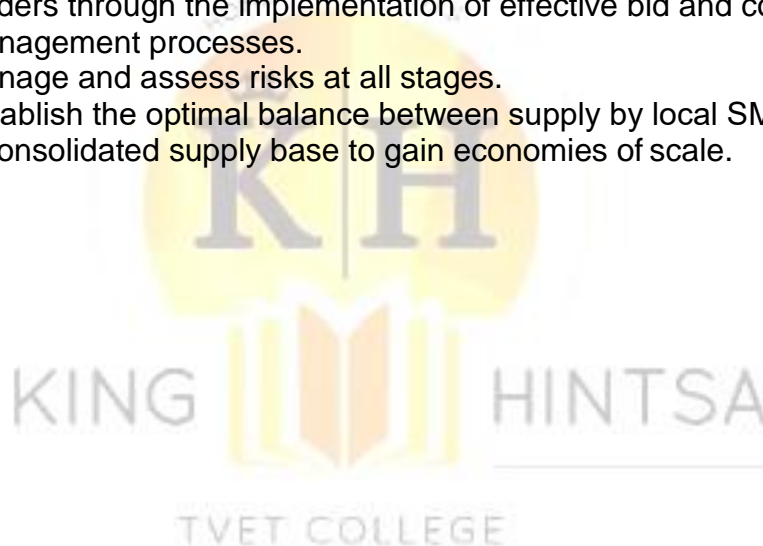 ders through the implementation of effective bid and co
nagement processes.
nage and assess risks at all stages.
ablish the optimal balance between supply by local SM
onsolidated supply base to gain economies of scale.
K H
KING HINTSA
TVET COLLEGE